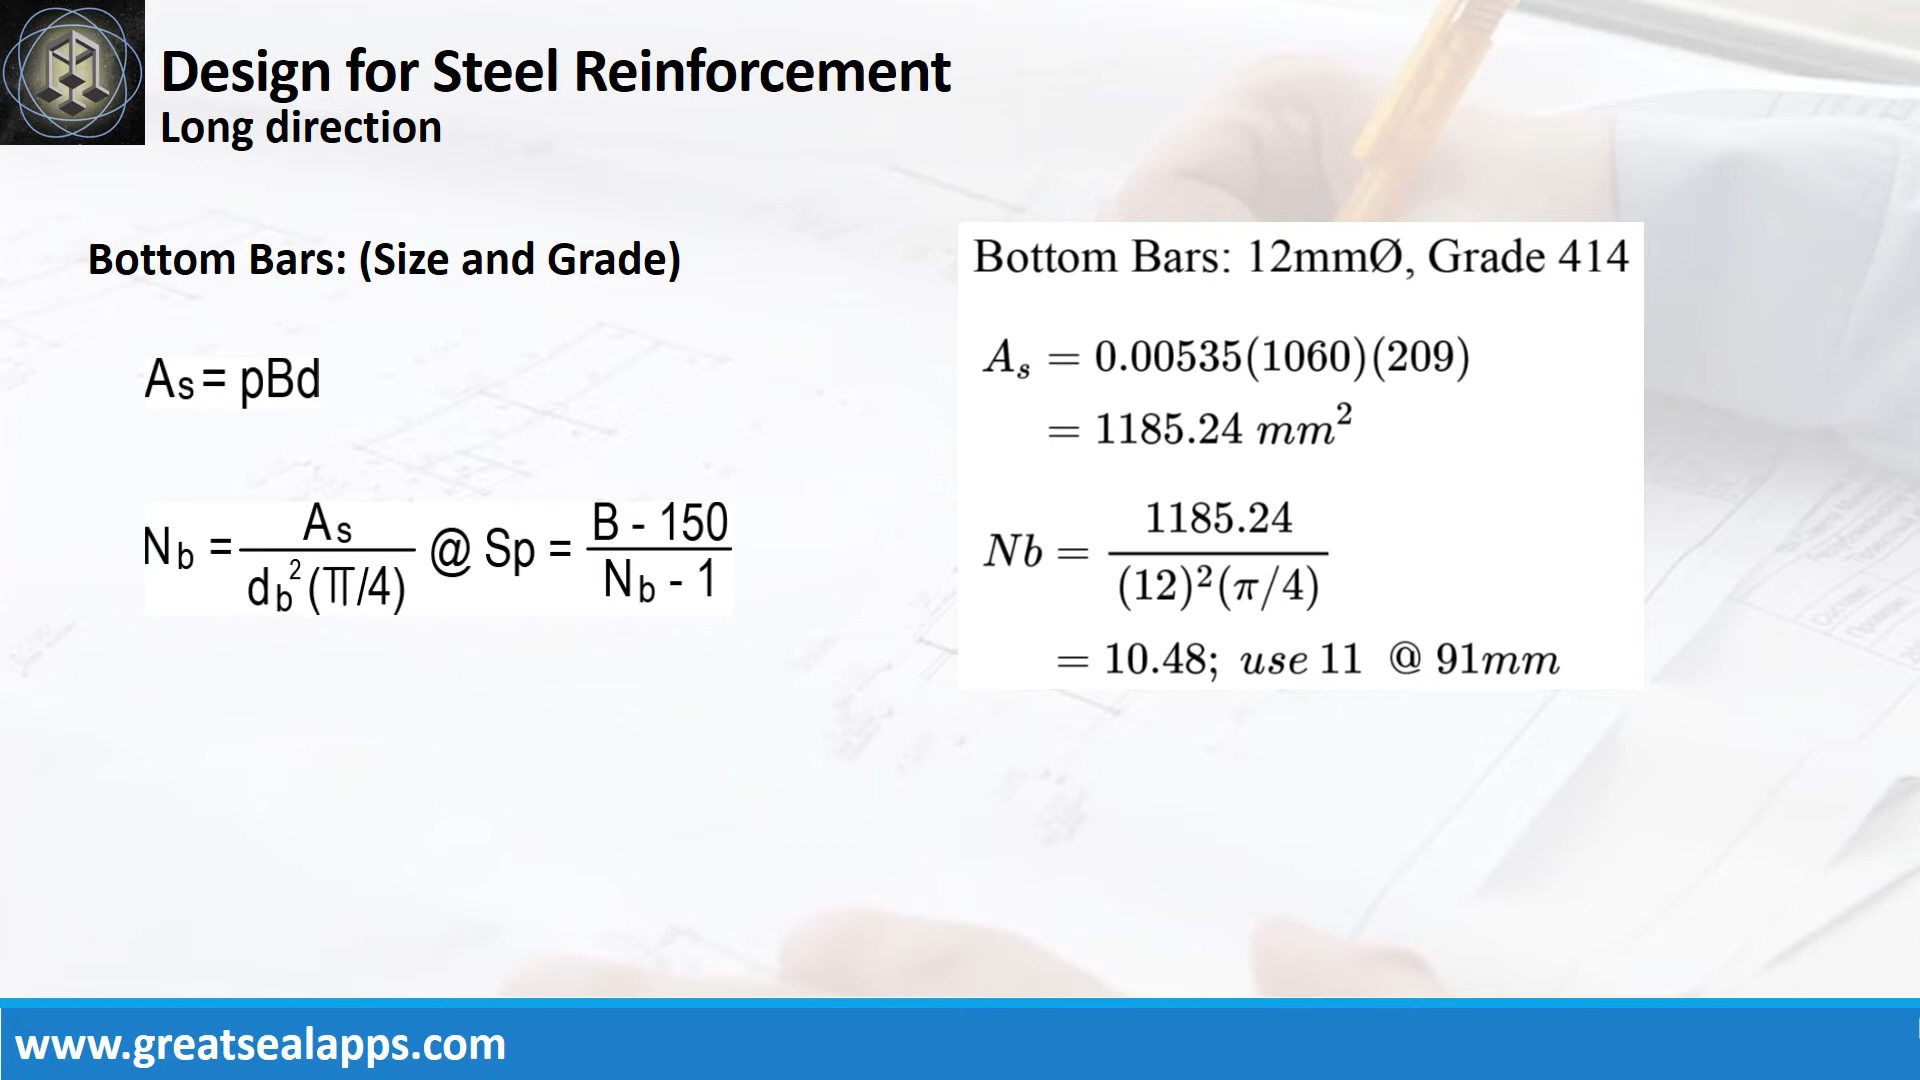 Design for Steel Reinforcement
Long direction
Bottom Bars: (Size and Grade)
As = pBd
Nb = As / db²(π/4) @ Sp = B - 150 / Nb - 1
Bottom Bars: 12mmØ, Grade 414
As = 0.00535(1060)(209)
= 1185.24 mm²
Nb = 1185.24 / (12)²(π/4)
= 10.48; use 11 @ 91mm
www.greatsealapps.com